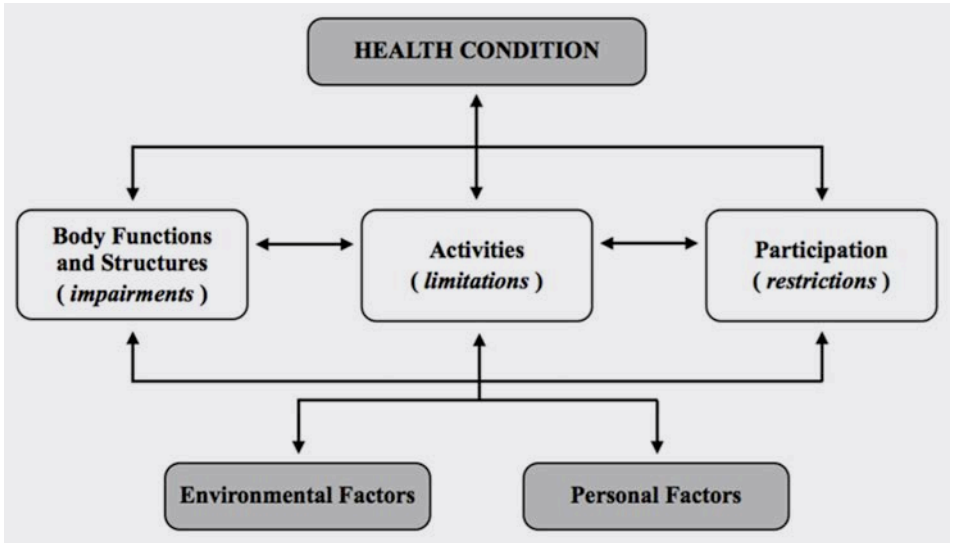 HEALTH CONDITION
Body Functions
and Structures
( impairments )
Activities
( limitations )
Participation
( restrictions )
Environmental Factors
Personal Factors